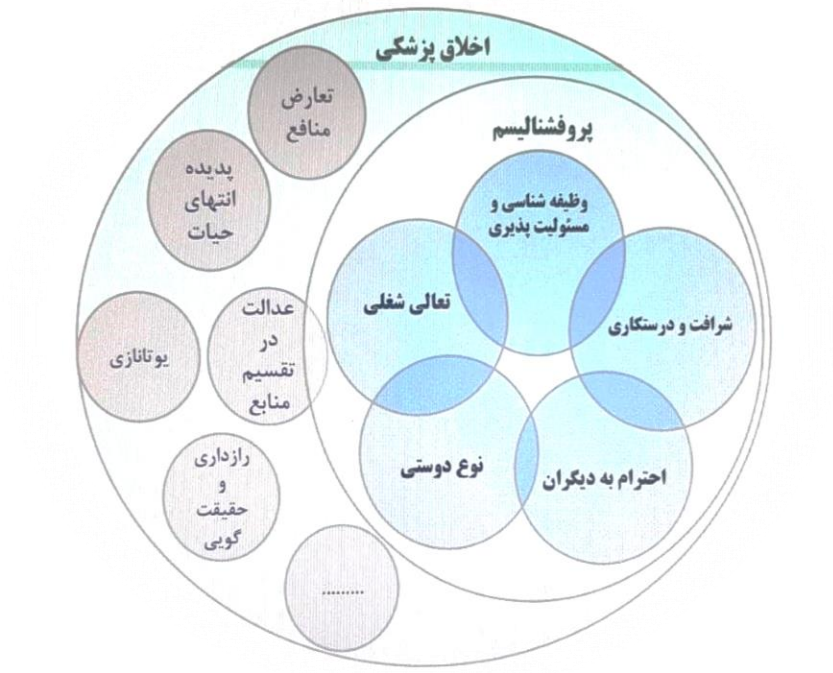 اخلاق پزشکی
تعارض
منافع
پدیده
انتهای
حیات
یوتانازی
عدالت
در
تقسیم
منابع
رازداری
و
حقیقت
گویی
.........
پروفشنالیسم
وظیفه شناسی و
مسئولیت پذیری
تعالی شغلی
شرافت و درستکاری
نوع دوستی
احترام به دیگران